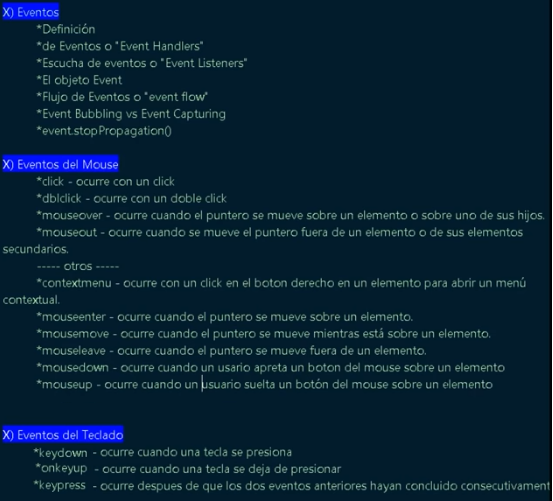 X) Eventos
*Definición
*de Eventos o "Event Handlers"
*Escucha de eventos o "Event Listeners"
*El objeto Event
*Flujo de Eventos o "event flow"
*Event Bubbling vs Event Capturing
*event.stopPropagation()
X) Eventos del Mouse
*click - ocurre con un click
*dblclick - ocurre con un doble click
*mouseover - ocurre cuando el puntero se mueve sobre un elemento o sobre uno de sus hijos.
*mouseout - ocurre cuando se mueve el puntero fuera de un elemento o de sus elementos
secundarios.
----- otros -----
*contextmenu - ocurre con un click en el boton derecho en un elemento para abrir un menú
contextual.
*mouseenter - ocurre cuando el puntero se mueve sobre un elemento.
*mousemove - ocurre cuando el puntero se mueve mientras está sobre un elemento.
*mouseleave - ocurre cuando el puntero se mueve fuera de un elemento.
*mousedown - ocurre cuando un usario apreta un boton del mouse sobre un elemento
*mouseup - ocurre cuando un usuario suelta un botón del mouse sobre un elemento
X) Eventos del Teclado
*keydown - ocurre cuando una tecla se presiona
*onkeyup - ocurre cuando una tecla se deja de presionar
*keypress - ocurre despues de que los dos eventos anteriores hayan concluido consecutivament